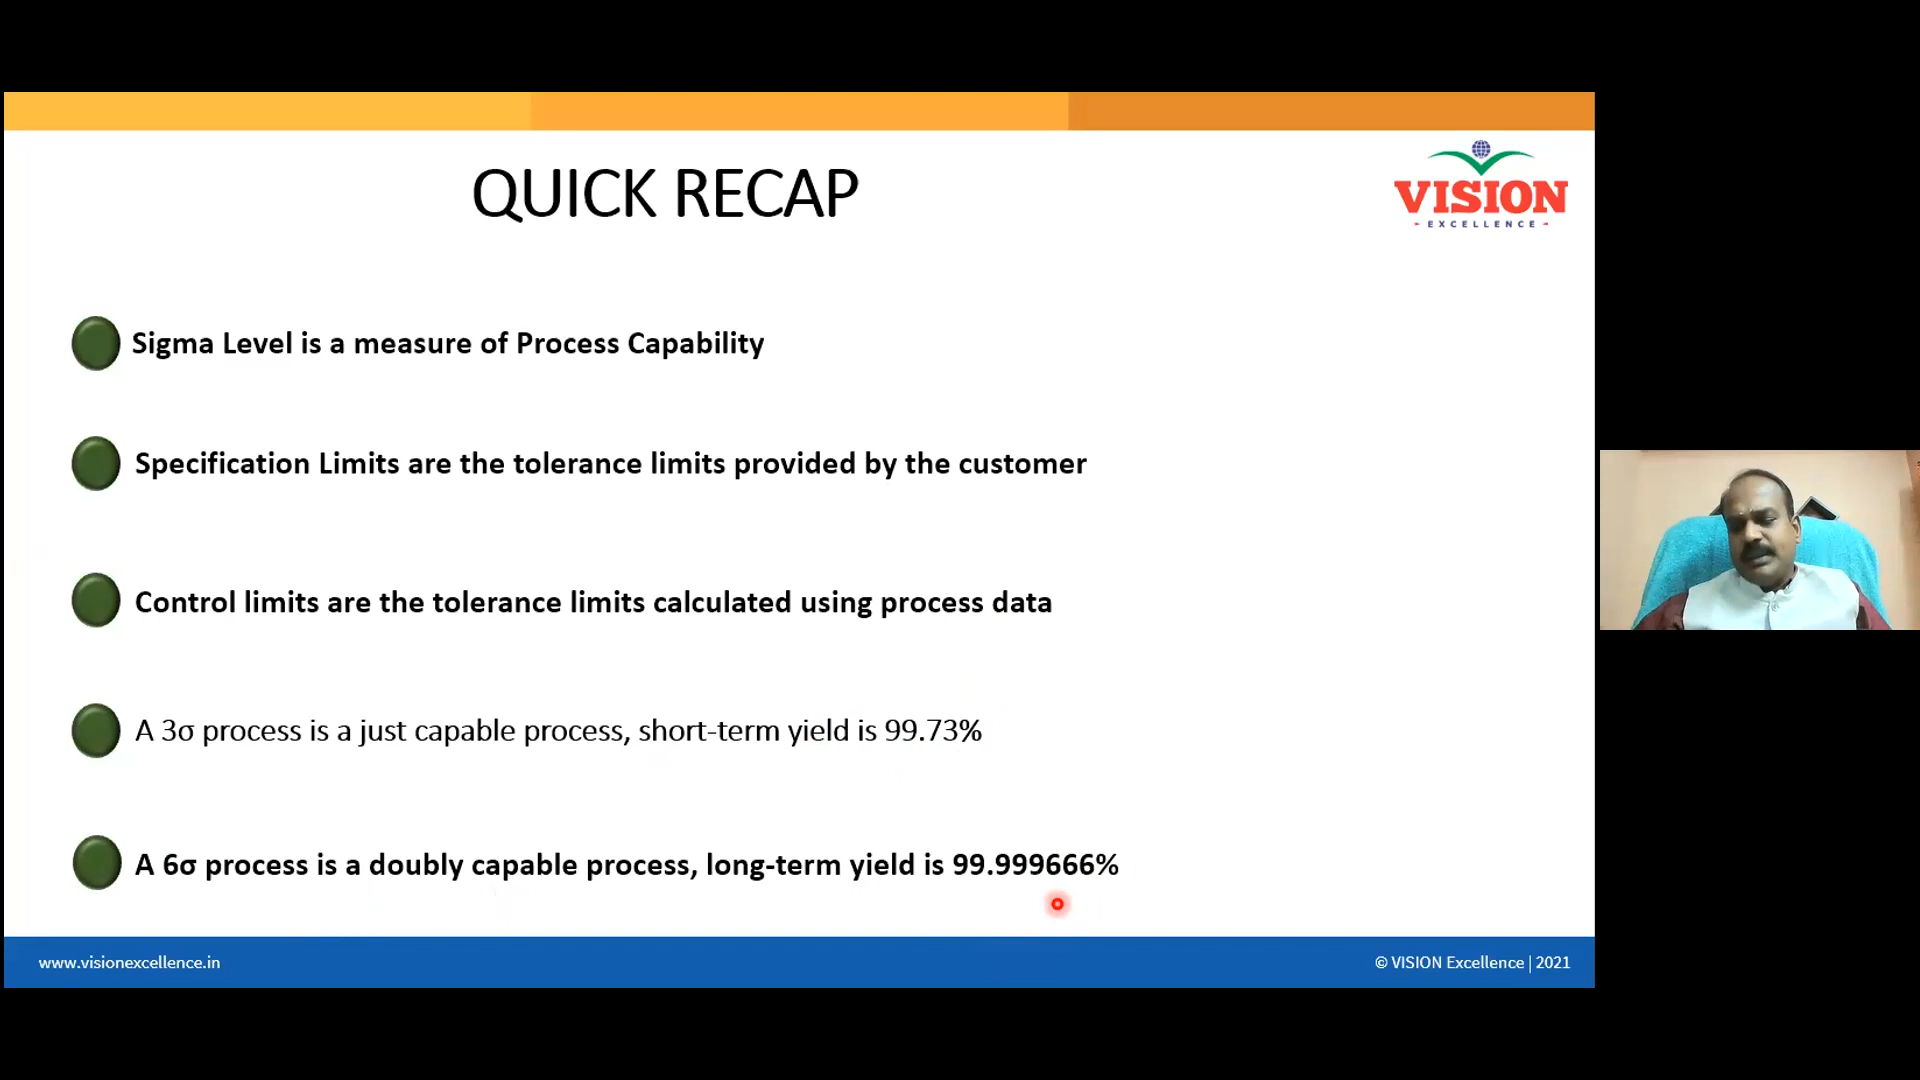 QUICK RECAP
VISION
EXCELLENCE
Sigma Level is a measure of Process Capability
Specification Limits are the tolerance limits provided by the customer
Control limits are the tolerance limits calculated using process data
A 3σ process is a just capable process, short-term yield is 99.73%
A 6σ process is a doubly capable process, long-term yield is 99.999666%
www.visionexcellence.in
© VISION Excellence | 2021